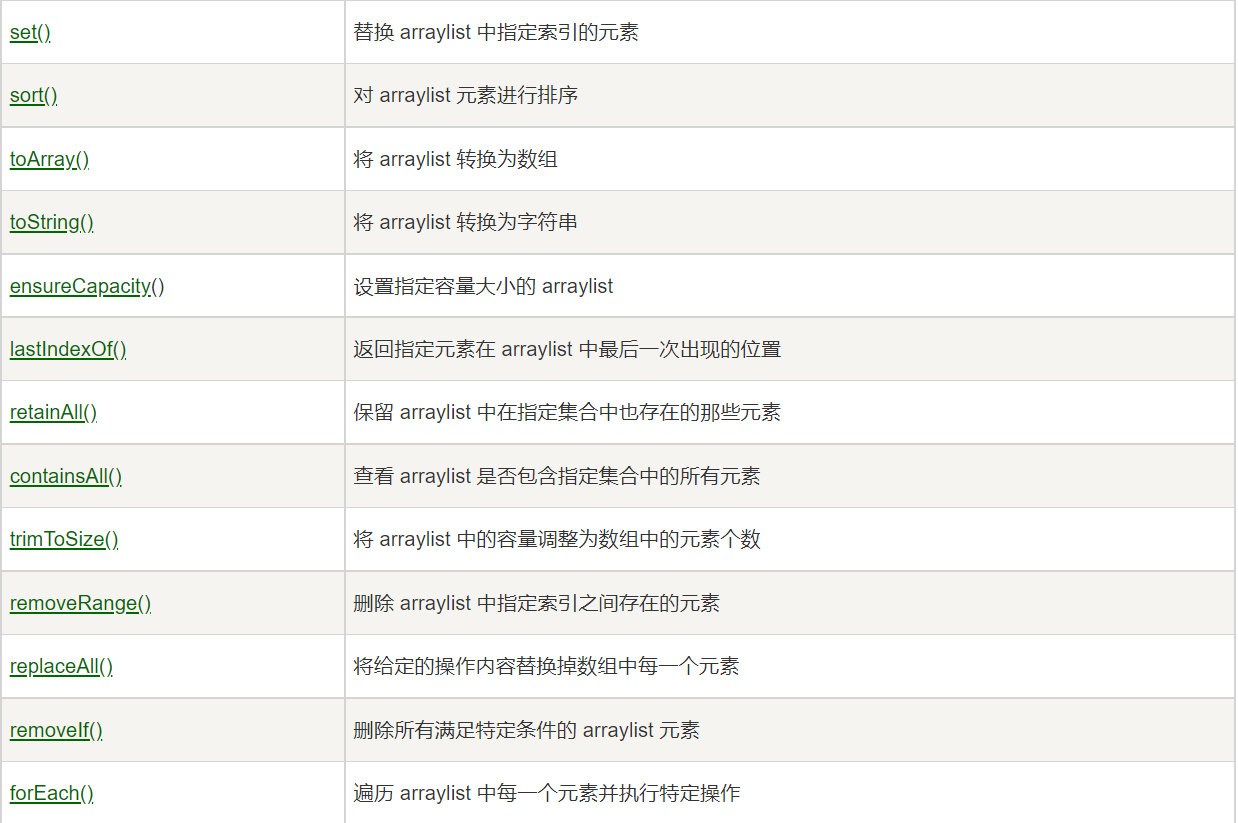 set() 替换 arraylist 中指定索引的元素
sort() 对 arraylist 元素进行排序
toArray() 将 arraylist 转换为数组
toString() 将 arraylist 转换为字符串
ensureCapacity() 设置指定容量大小的 arraylist
lastIndexOf() 返回指定元素在 arraylist 中最后一次出现的位置
retainAll() 保留 arraylist 中在指定集合中也存在的那些元素
containsAll() 查看 arraylist 是否包含指定集合中的所有元素
trimToSize() 将 arraylist 中的容量调整为数组中的元素个数
removeRange() 删除 arraylist 中指定索引之间存在的元素
replaceAll() 将给定的操作内容替换掉数组中每一个元素
removeIf() 删除所有满足特定条件的 arraylist 元素
forEach() 遍历 arraylist 中每一个元素并执行特定操作